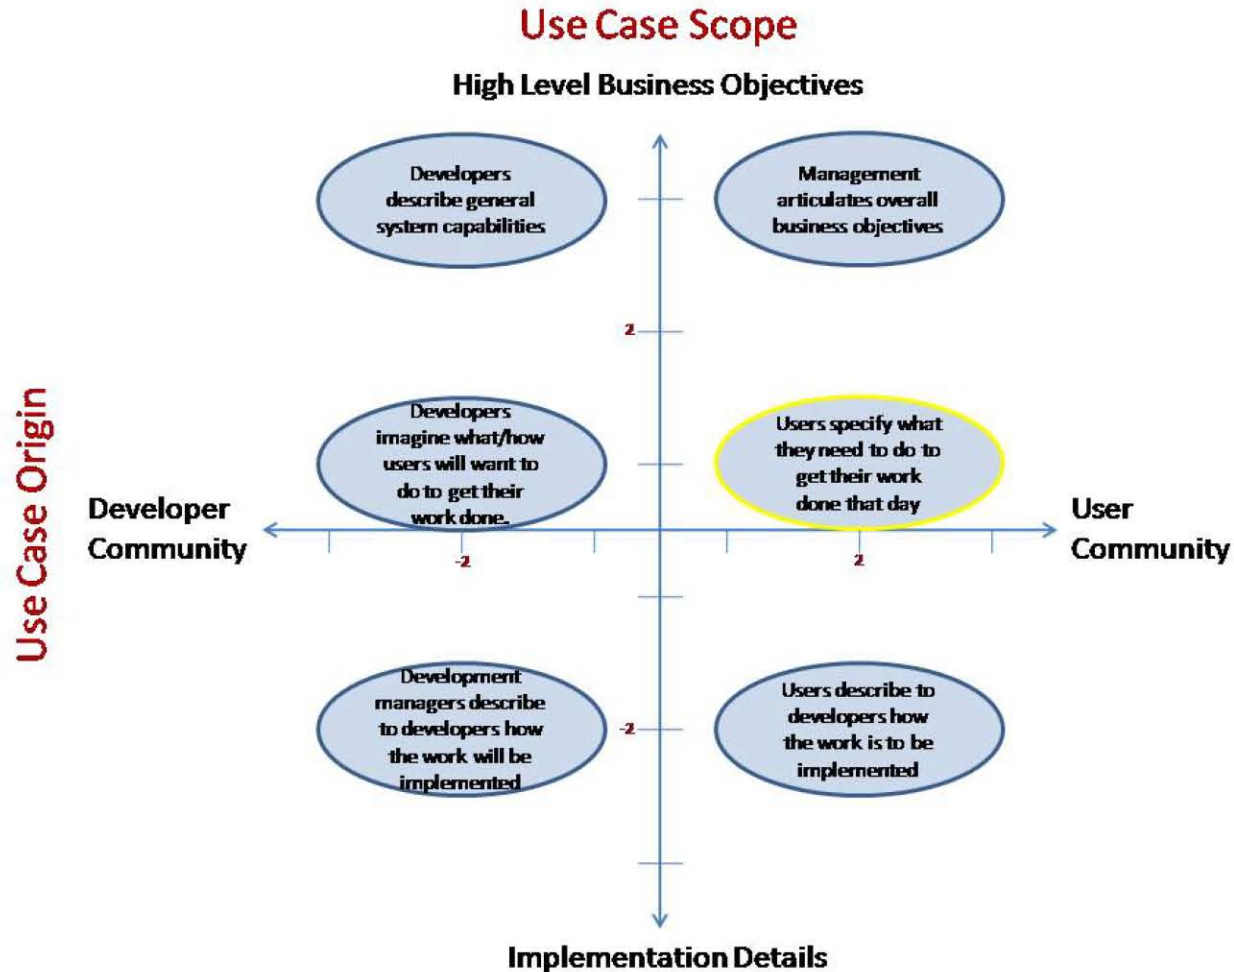 Use Case Scope
High Level Business Objectives
Developers
describe general
system capabilities
Management
articulates overall
business objectives
2
Use Case Origin
Developers
imagine what/how
users will want to
do to get their
work done.
Users specify what
they need to do to
get their work
done that day
Developer
Community
User
Community
-2
2
Development
managers describe
to developers how
the work will be
implemented
-2
Users describe to
developers how
the work is to be
implemented
Implementation Details